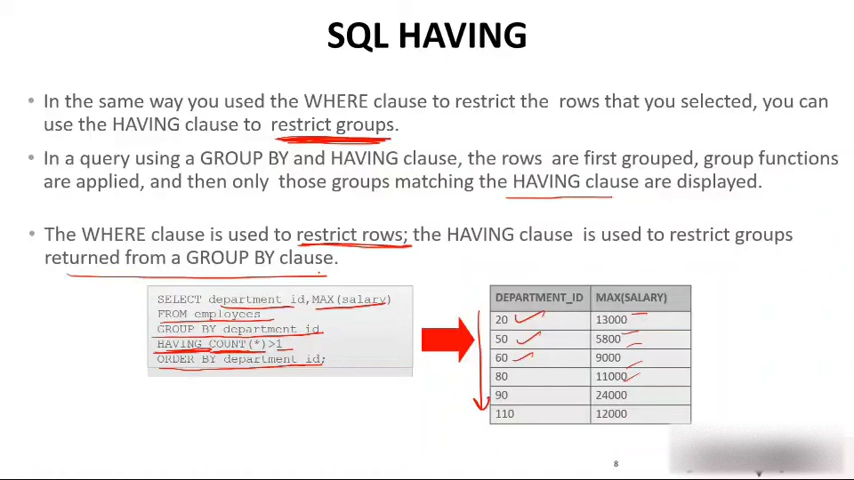 SQL HAVING
• In the same way you used the WHERE clause to restrict the rows that you selected, you can
use the HAVING clause to restrict groups.
• In a query using a GROUP BY and HAVING clause, the rows are first grouped, group functions
are applied, and then only those groups matching the HAVING clause are displayed.
• The WHERE clause is used to restrict rows; the HAVING clause is used to restrict groups
returned from a GROUP BY clause.
SELECT department_id,MAX(salary)
FROM employees
GROUP BY department_id
HAVING COUNT(*)>1
ORDER BY department_id;
DEPARTMENT_ID MAX(SALARY)
20 13000
50 5800
60 9000
80 11000
90 24000
110 12000
8